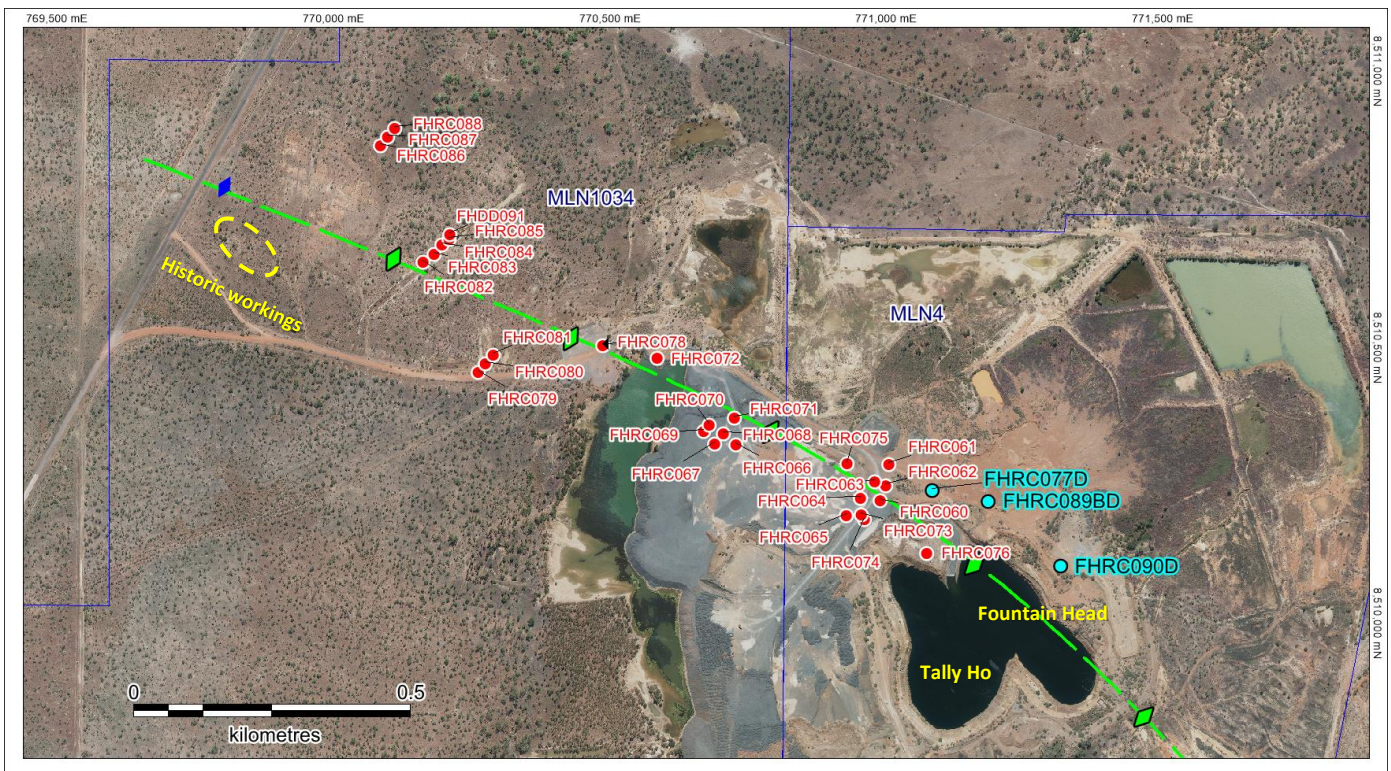 769,500 mE
770,000 mE
770,500 mE
771,000 mE
771,500 mE
8,511,000 mN
FHRC088
FHRC087
FHRC086
MLN1034
FHDD091
FHRC085
FHRC084
FHRC083
FHRC082
Historic workings
MLN4
8,510,500 mN
FHRC081
FHRC078
FHRC072
FHRC080
FHRC079
FHRC070
FHRC071
FHRC069
FHRC068
FHRC075
FHRC061
FHRC067
FHRC066
FHRC063
FHRC062
FHRC077D
FHRC064
FHRC089BD
FHRC060
FHRC065
FHRC073
FHRC074
FHRC076
FHRC090D
8,510,000 mN
Fountain Head
Tally Ho
0
0.5
kilometres